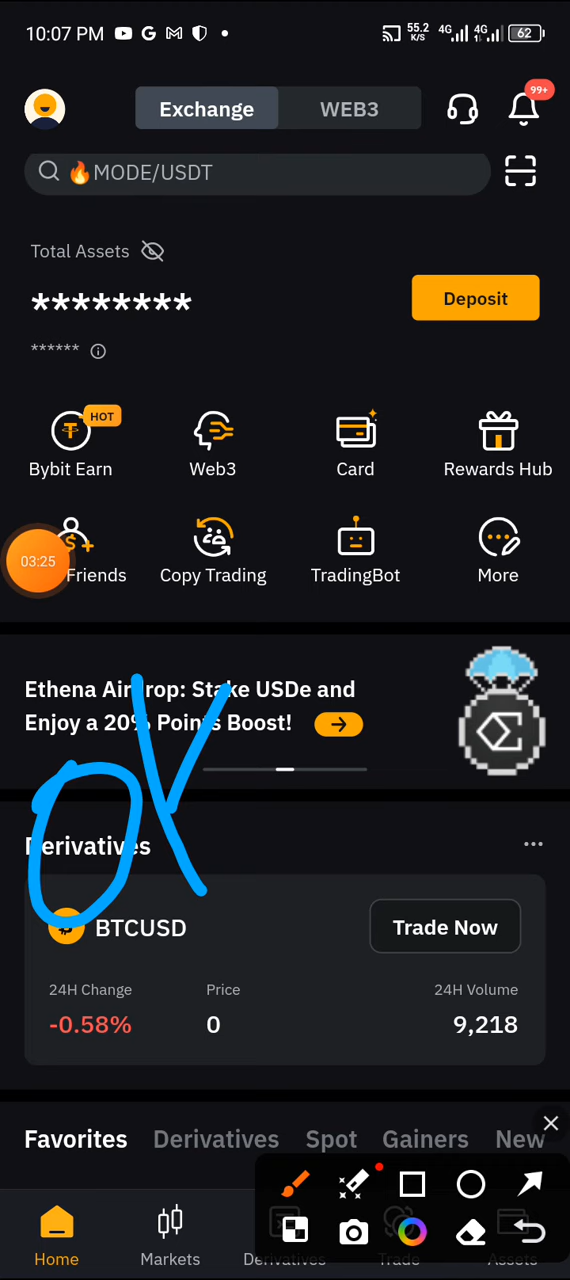 10:07 PM 55.2 K/S 4G 4G 62
Exchange WEB3 99+
🔥MODE/USDT
Total Assets
********
Deposit
******
HOT
Bybit Earn Web3 Card Rewards Hub
03:25
Friends Copy Trading TradingBot More
Ethena Airdrop: Stake USDe and
Enjoy a 20% Points Boost!
OK
Derivatives
BTCUSD Trade Now
24H Change Price 24H Volume
-0.58% 0 9,218
Favorites Derivatives Spot Gainers New
Home Markets Derivatives Trade Assets